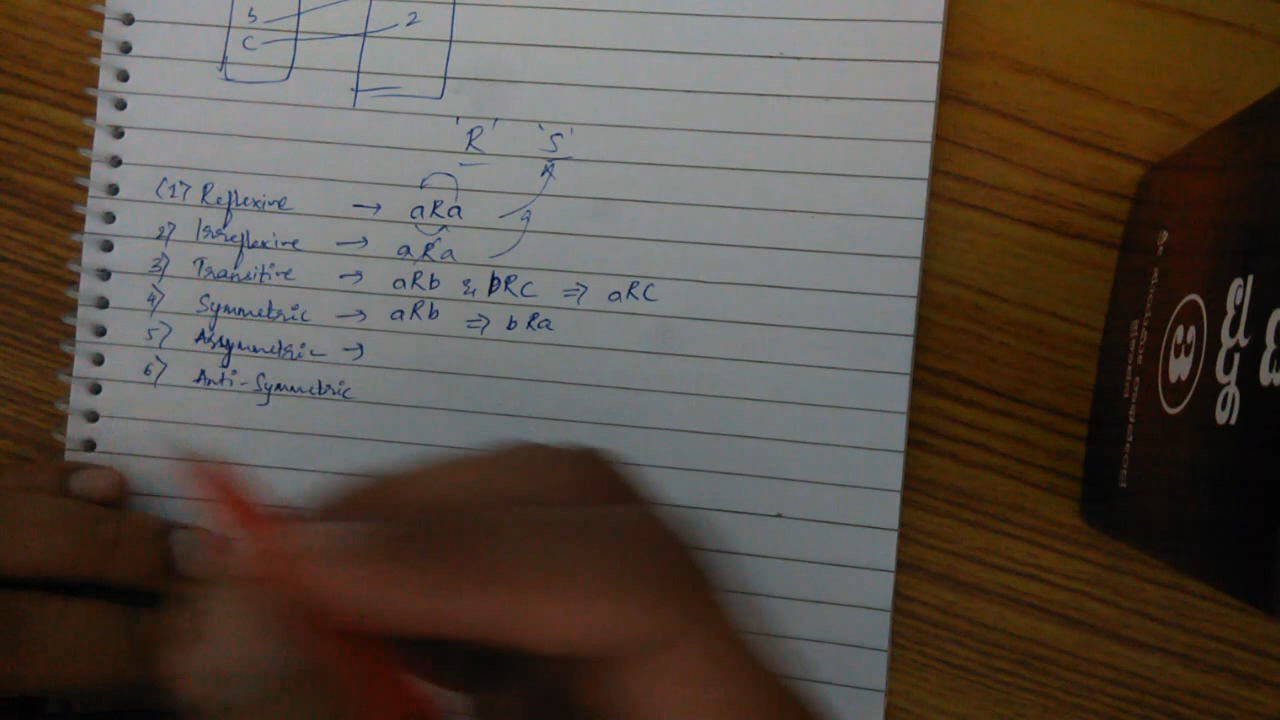 b
c 2
'R' 'S'
(1) Reflexive → aRa
2) Irreflexive → aRa
3) Transitive → aRb & bRC ⇒ aRC
4) Symmetric → aRb ⇒ bRa
5) Assymmetric →
6) Anti-Symmetric